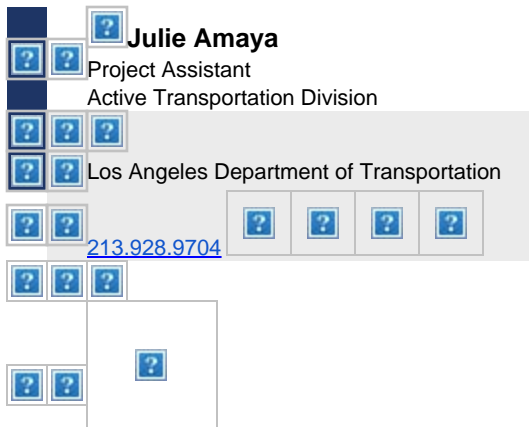 Julie Amaya
Project Assistant
Active Transportation Division
Los Angeles Department of Transportation
213.928.9704